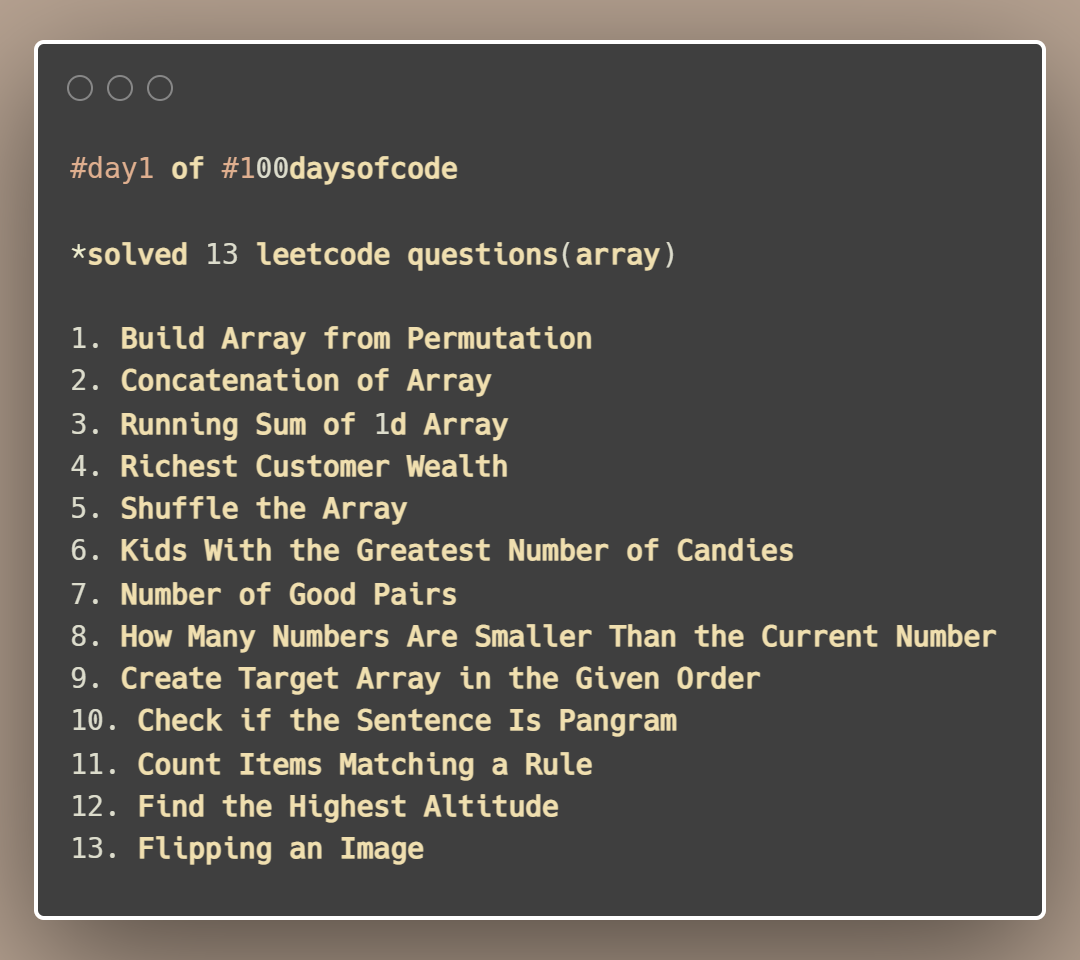 #day1 of #100daysofcode
*solved 13 leetcode questions(array)
1. Build Array from Permutation
2. Concatenation of Array
3. Running Sum of 1d Array
4. Richest Customer Wealth
5. Shuffle the Array
6. Kids With the Greatest Number of Candies
7. Number of Good Pairs
8. How Many Numbers Are Smaller Than the Current Number
9. Create Target Array in the Given Order
10. Check if the Sentence Is Pangram
11. Count Items Matching a Rule
12. Find the Highest Altitude
13. Flipping an Image